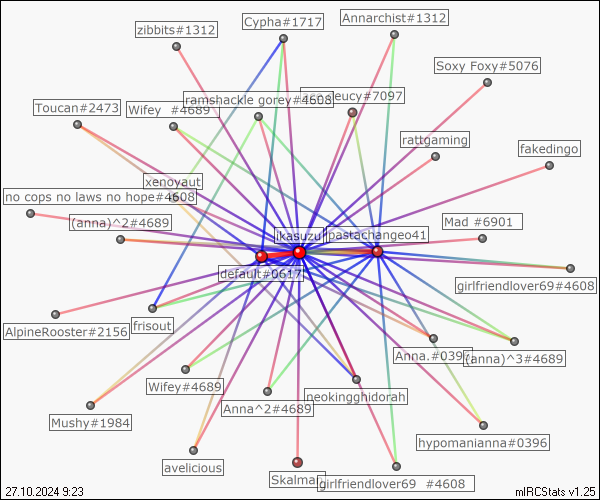 Annarchist#1312
Cypha#1717
zibbits#1312
Soxy Foxy#5076
ramshackle gorey#4608
deucy#7097
Toucan#2473
Wifey   #4689
rattgaming
fakedingo
xenoyaut
no cops no laws no hope#4608
(anna)^2#4689
Mad #6901
ikasuzu
pastachangeo41
default#0617
girlfriendlover69#4608
frisout
AlpineRooster#2156
Anna.#0397
(anna)^3#4689
Wifey#4689
neokingghidorah
Anna^2#4689
Mushy#1984
hypomanianna#0396
avelicious
Skalman
girlfriendlover69   #4608
27.10.2024 9:23
mIRCStats v1.25